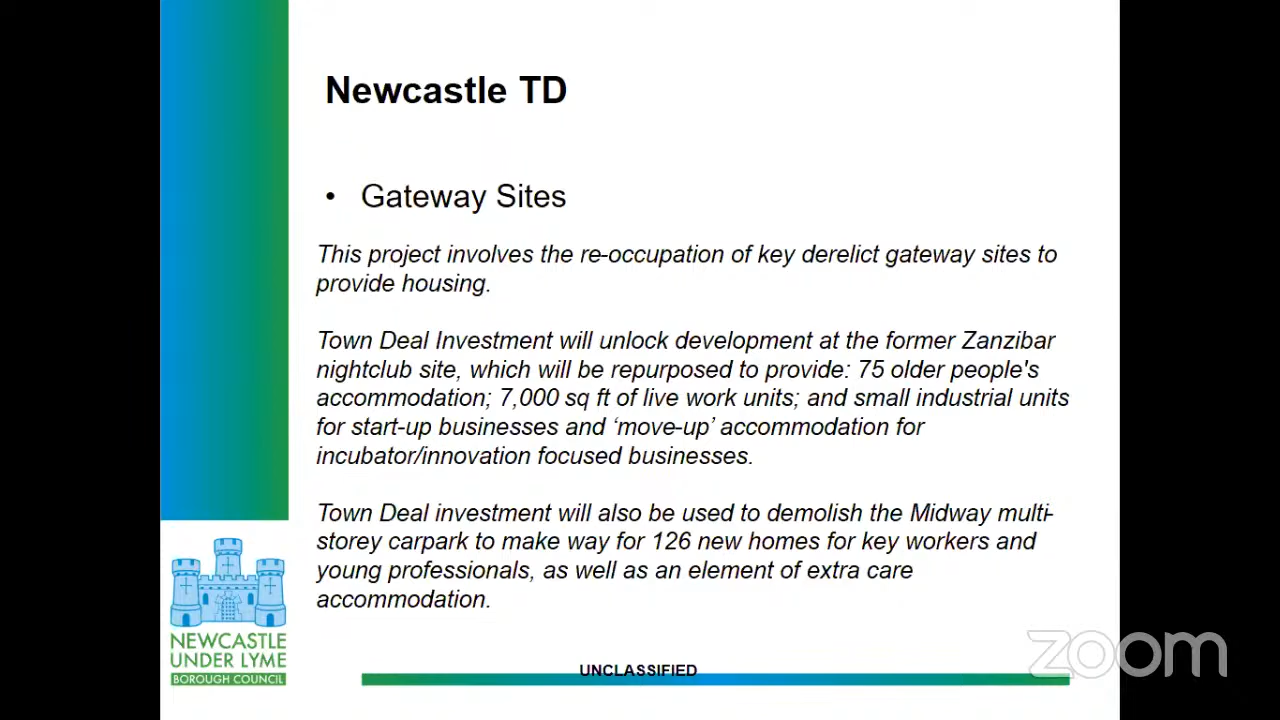 Newcastle TD
• Gateway Sites
This project involves the re-occupation of key derelict gateway sites to
provide housing.
Town Deal Investment will unlock development at the former Zanzibar
nightclub site, which will be repurposed to provide: 75 older people's
accommodation; 7,000 sq ft of live work units; and small industrial units
for start-up businesses and ‘move-up’ accommodation for
incubator/innovation focused businesses.
Town Deal investment will also be used to demolish the Midway multi-
storey carpark to make way for 126 new homes for key workers and
young professionals, as well as an element of extra care
accommodation.
NEWCASTLE
UNDER LYME
BOROUGH COUNCIL
UNCLASSIFIED
zoom